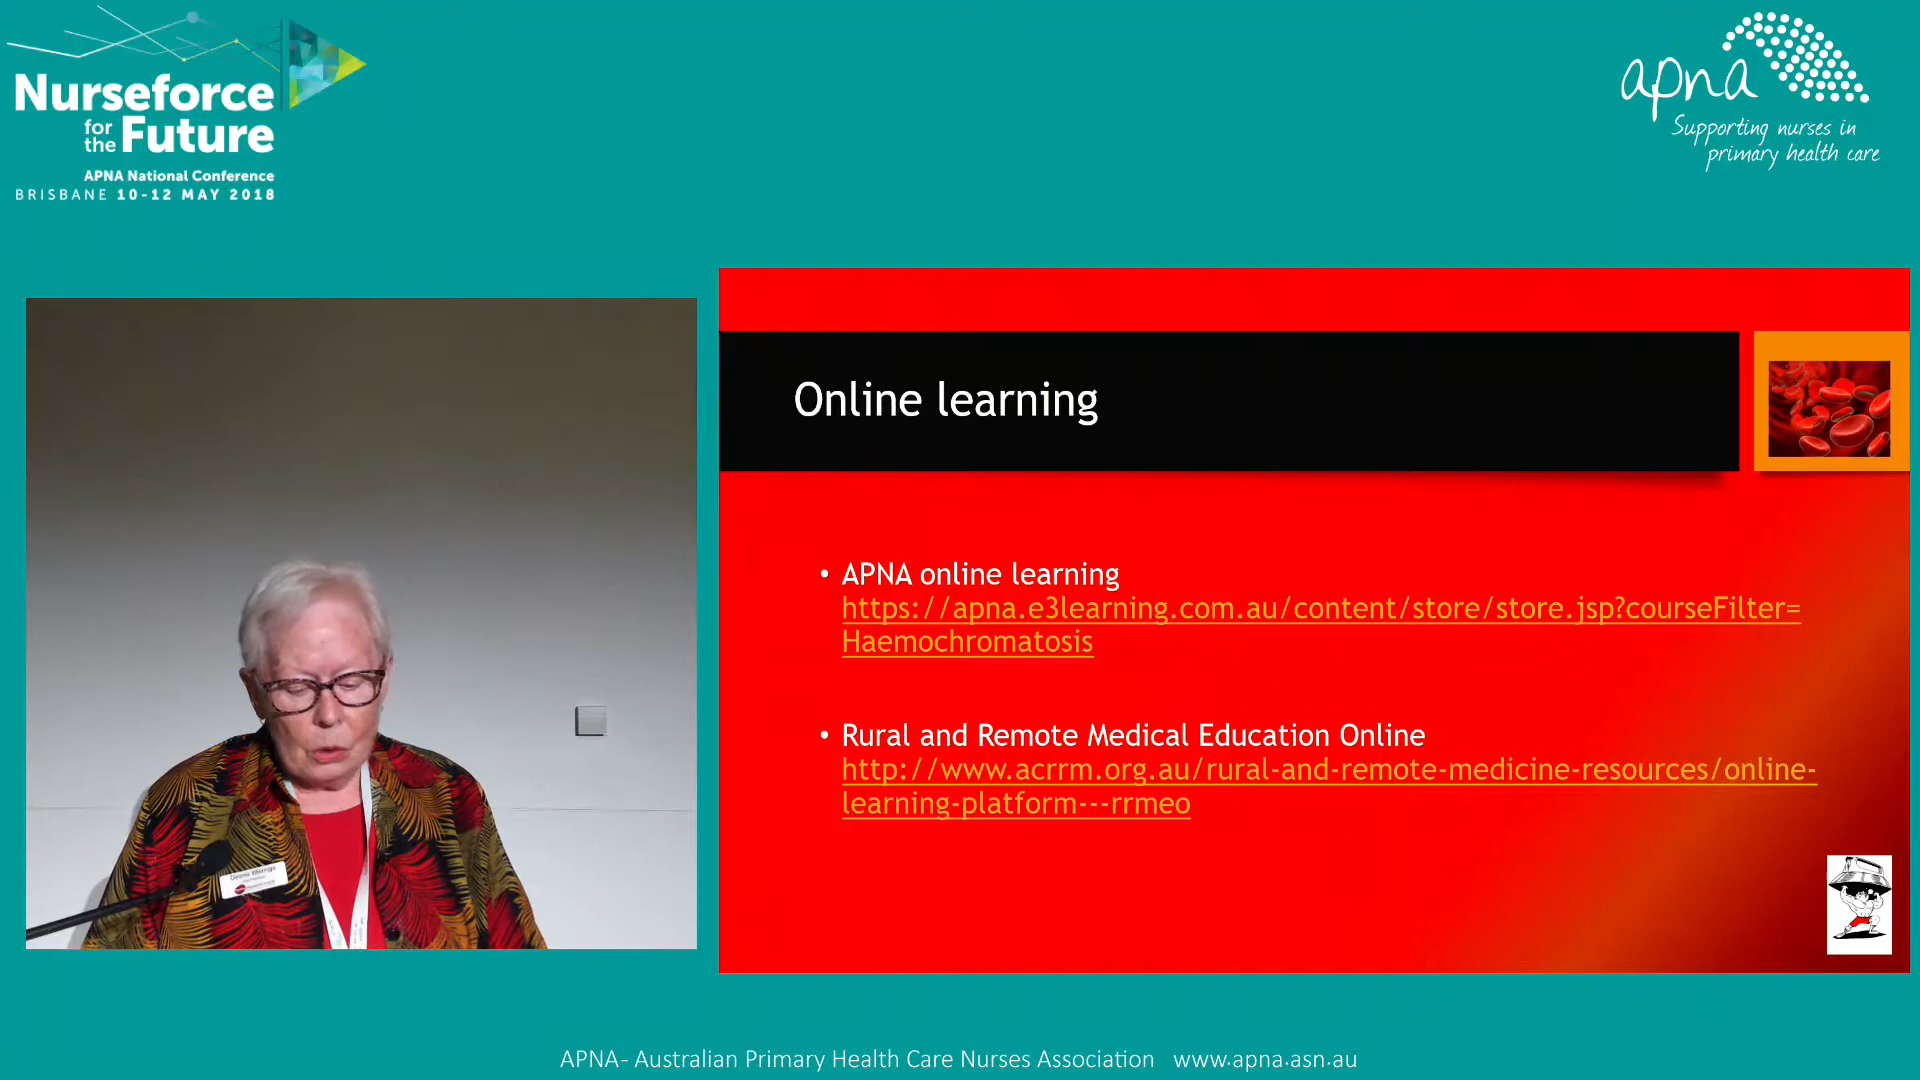 Nurseforce
for
the Future
APNA National Conference
BRISBANE 10-12 MAY 2018
apna
Supporting nurses in
primary health care
Online learning
• APNA online learning
https://apna.e3learning.com.au/content/store/store.jsp?courseFilter=
Haemochromatosis
• Rural and Remote Medical Education Online
http://www.acrrm.org.au/rural-and-remote-medicine-resources/online-
learning-platform---rrmeo
APNA- Australian Primary Health Care Nurses Association www.apna.asn.au